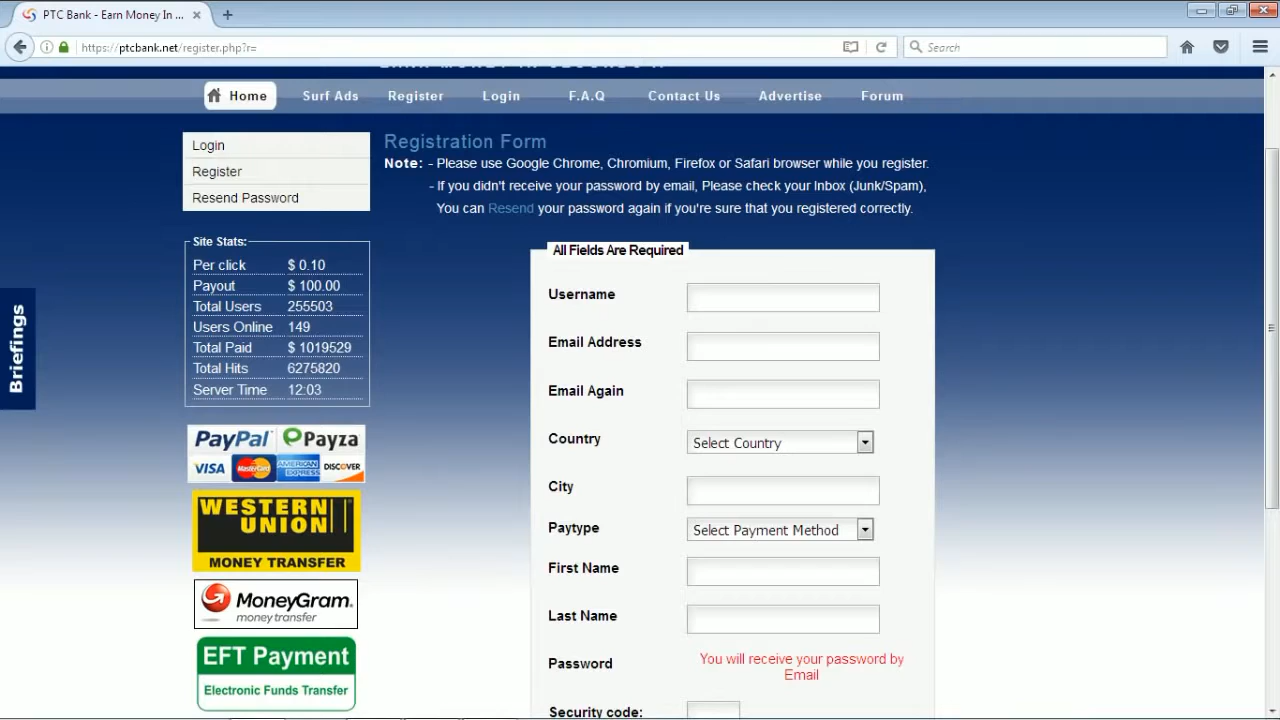 PTC Bank - Earn Money In ...
https://ptcbank.net/register.php?r=
Search
Home
Surf Ads
Register
Login
F.A.Q
Contact Us
Advertise
Forum
Login
Register
Resend Password
Registration Form
Note: - Please use Google Chrome, Chromium, Firefox or Safari browser while you register.
- If you didn't receive your password by email, Please check your Inbox (Junk/Spam),
You can Resend your password again if you're sure that you registered correctly.
Site Stats:
Per click $ 0.10
Payout $ 100.00
Total Users 255503
Users Online 149
Total Paid $ 1019529
Total Hits 6275820
Server Time 12:03
Briefings
PayPal Payza
VISA MasterCard AMERICAN EXPRESS DISCOVER
WESTERN
UNION
MONEY TRANSFER
MoneyGram.
money transfer
EFT Payment
Electronic Funds Transfer
All Fields Are Required
Username
Email Address
Email Again
Country Select Country
City
Paytype Select Payment Method
First Name
Last Name
Password You will receive your password by
Email
Security code: